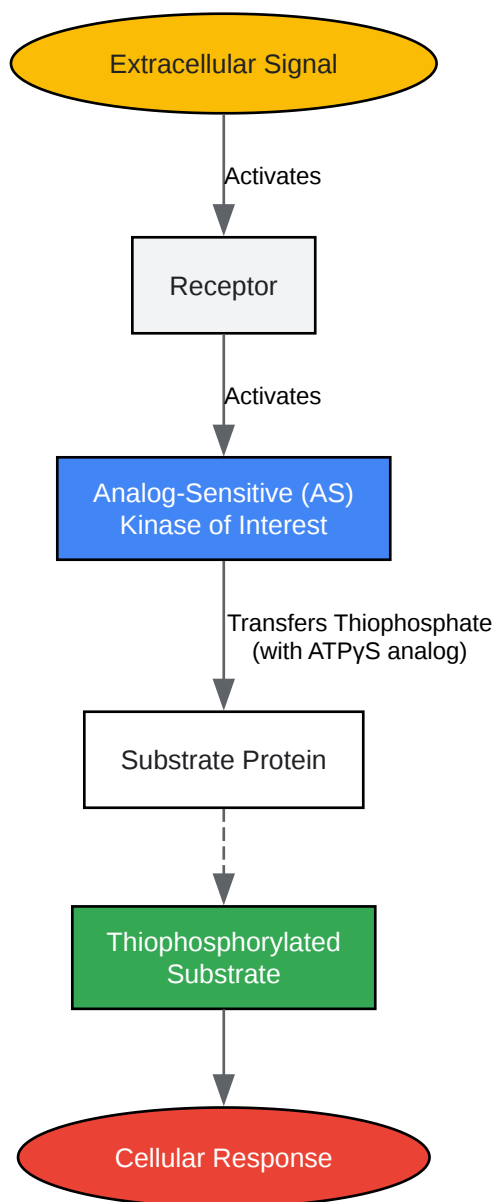 Extracellular Signal
Activates
Receptor
Activates
Analog-Sensitive (AS)
Kinase of Interest
Transfers Thiophosphate
(with ATPγS analog)
Substrate Protein
Thiophosphorylated
Substrate
Cellular Response